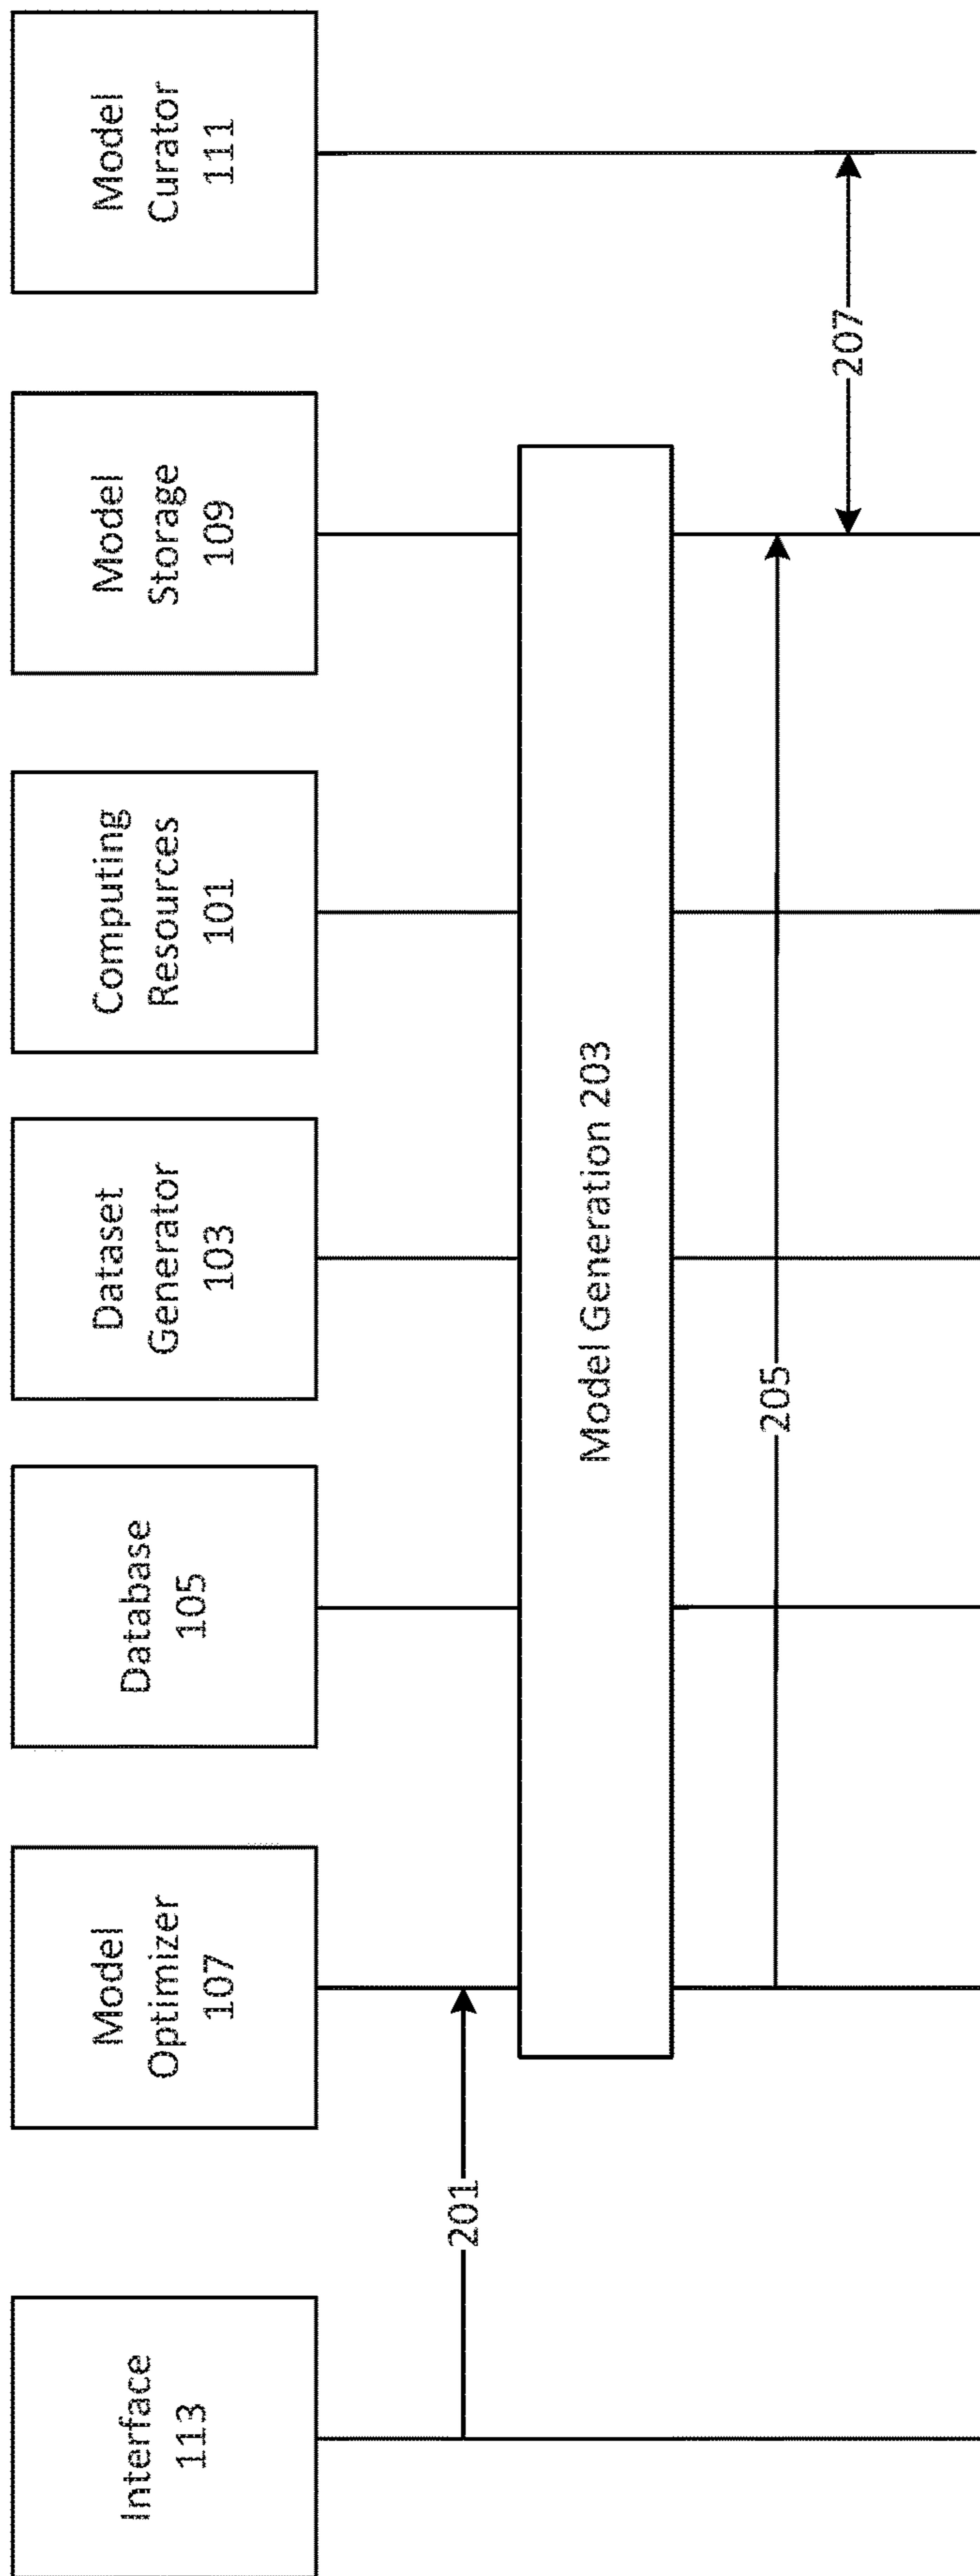 Interface
113
Model
Optimizer
107
Database
105
Dataset
Generator
103
Computing
Resources
101
Model
Storage
109
Model
Curator
111
201
Model Generation 203
205
207